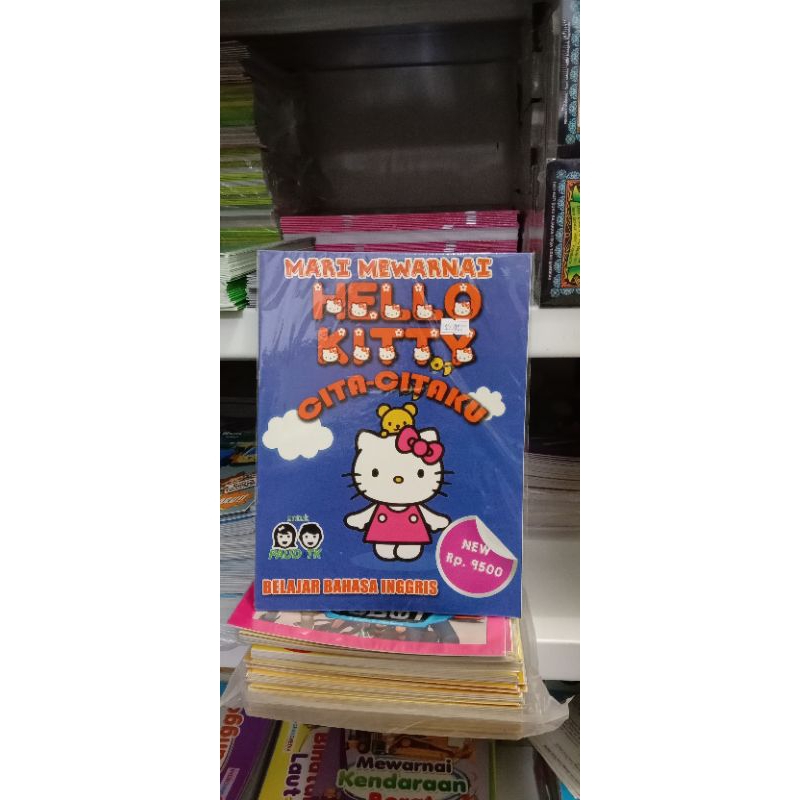 MARI MEWARNAI
HELLO
KITTY
CITA-CITAKU
untuk
PAUD TK
NEW
Rp. 9500
BELAJAR BAHASA INGGRIS
Laut
Mewarnai
Kendaraan